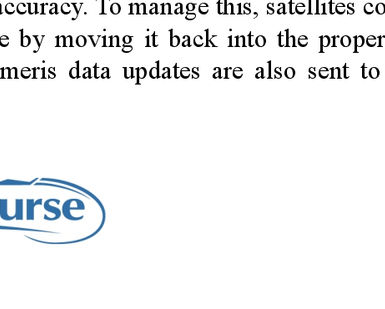 accuracy. To manage this, satellites co
e by moving it back into the proper
meris data updates are also sent to
urse